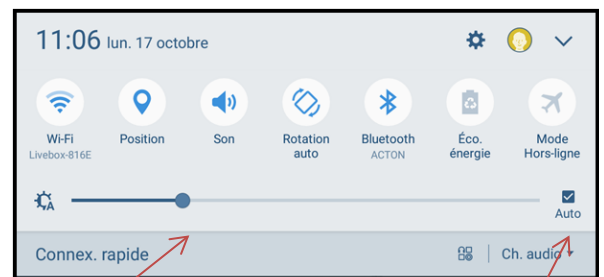 11:06 lun. 17 octobre
Wi-Fi Position Son Rotation auto Bluetooth Éco. énergie Mode Hors-ligne
Livebox-816E ACTON
A
Auto
Connex. rapide Ch. audio